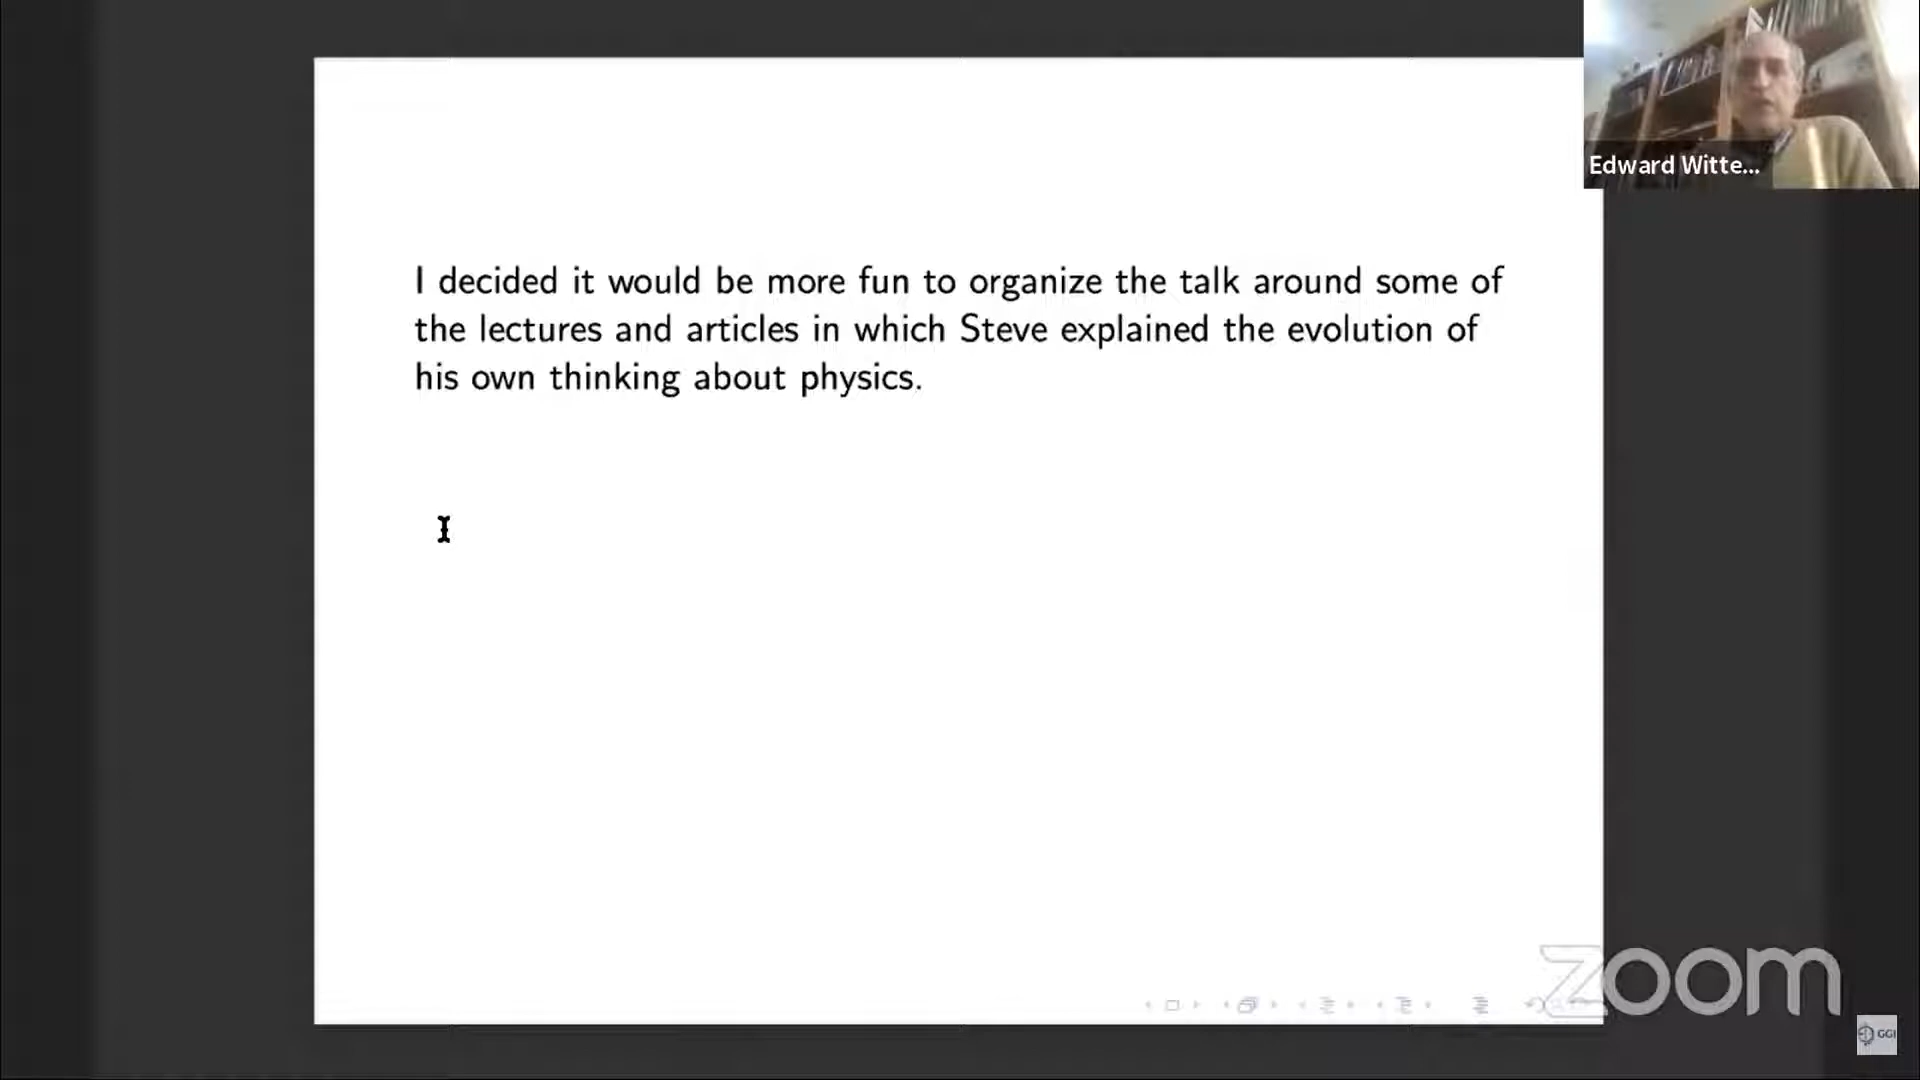 Edward Witte...
I decided it would be more fun to organize the talk around some of
the lectures and articles in which Steve explained the evolution of
his own thinking about physics.
zoom
GGI